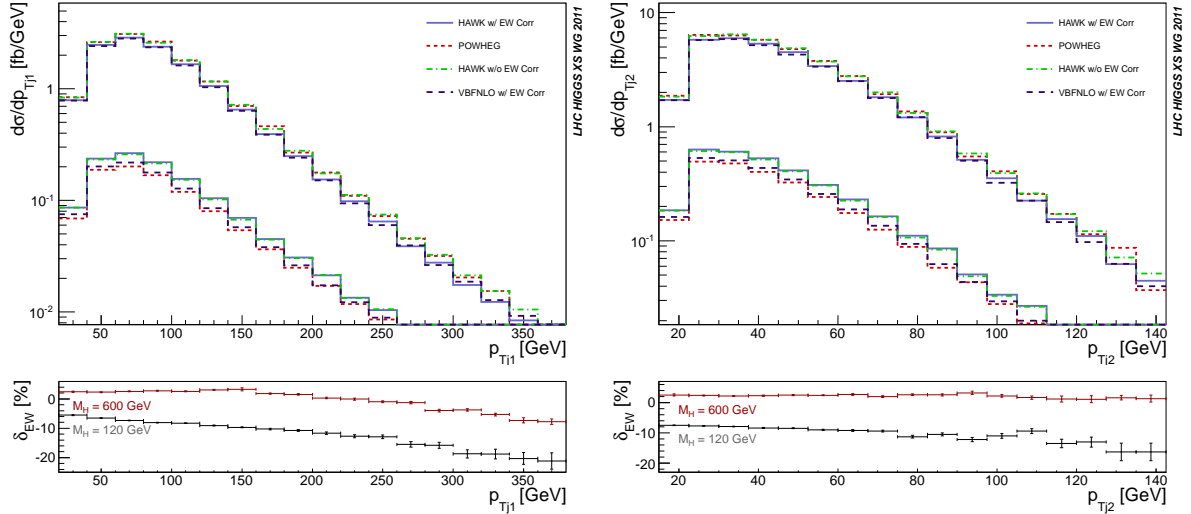 dσ/dp_Tj1 [fb/GeV]
1
10^-1
10^-2
HAWK w/ EW Corr
POWHEG
HAWK w/o EW Corr
VBFNLO w/ EW Corr
LHC HIGGS XS WG 2011
50 100 150 200 250 300 350
p_Tj1 [GeV]
δ_EW [%]
0
-10
-20
M_H = 600 GeV
M_H = 120 GeV
50 100 150 200 250 300 350
p_Tj1 [GeV]
dσ/dp_Tj2 [fb/GeV]
10
1
10^-1
HAWK w/ EW Corr
POWHEG
HAWK w/o EW Corr
VBFNLO w/ EW Corr
LHC HIGGS XS WG 2011
20 40 60 80 100 120 140
p_Tj2 [GeV]
δ_EW [%]
0
-10
-20
M_H = 600 GeV
M_H = 120 GeV
20 40 60 80 100 120 140
p_Tj2 [GeV]